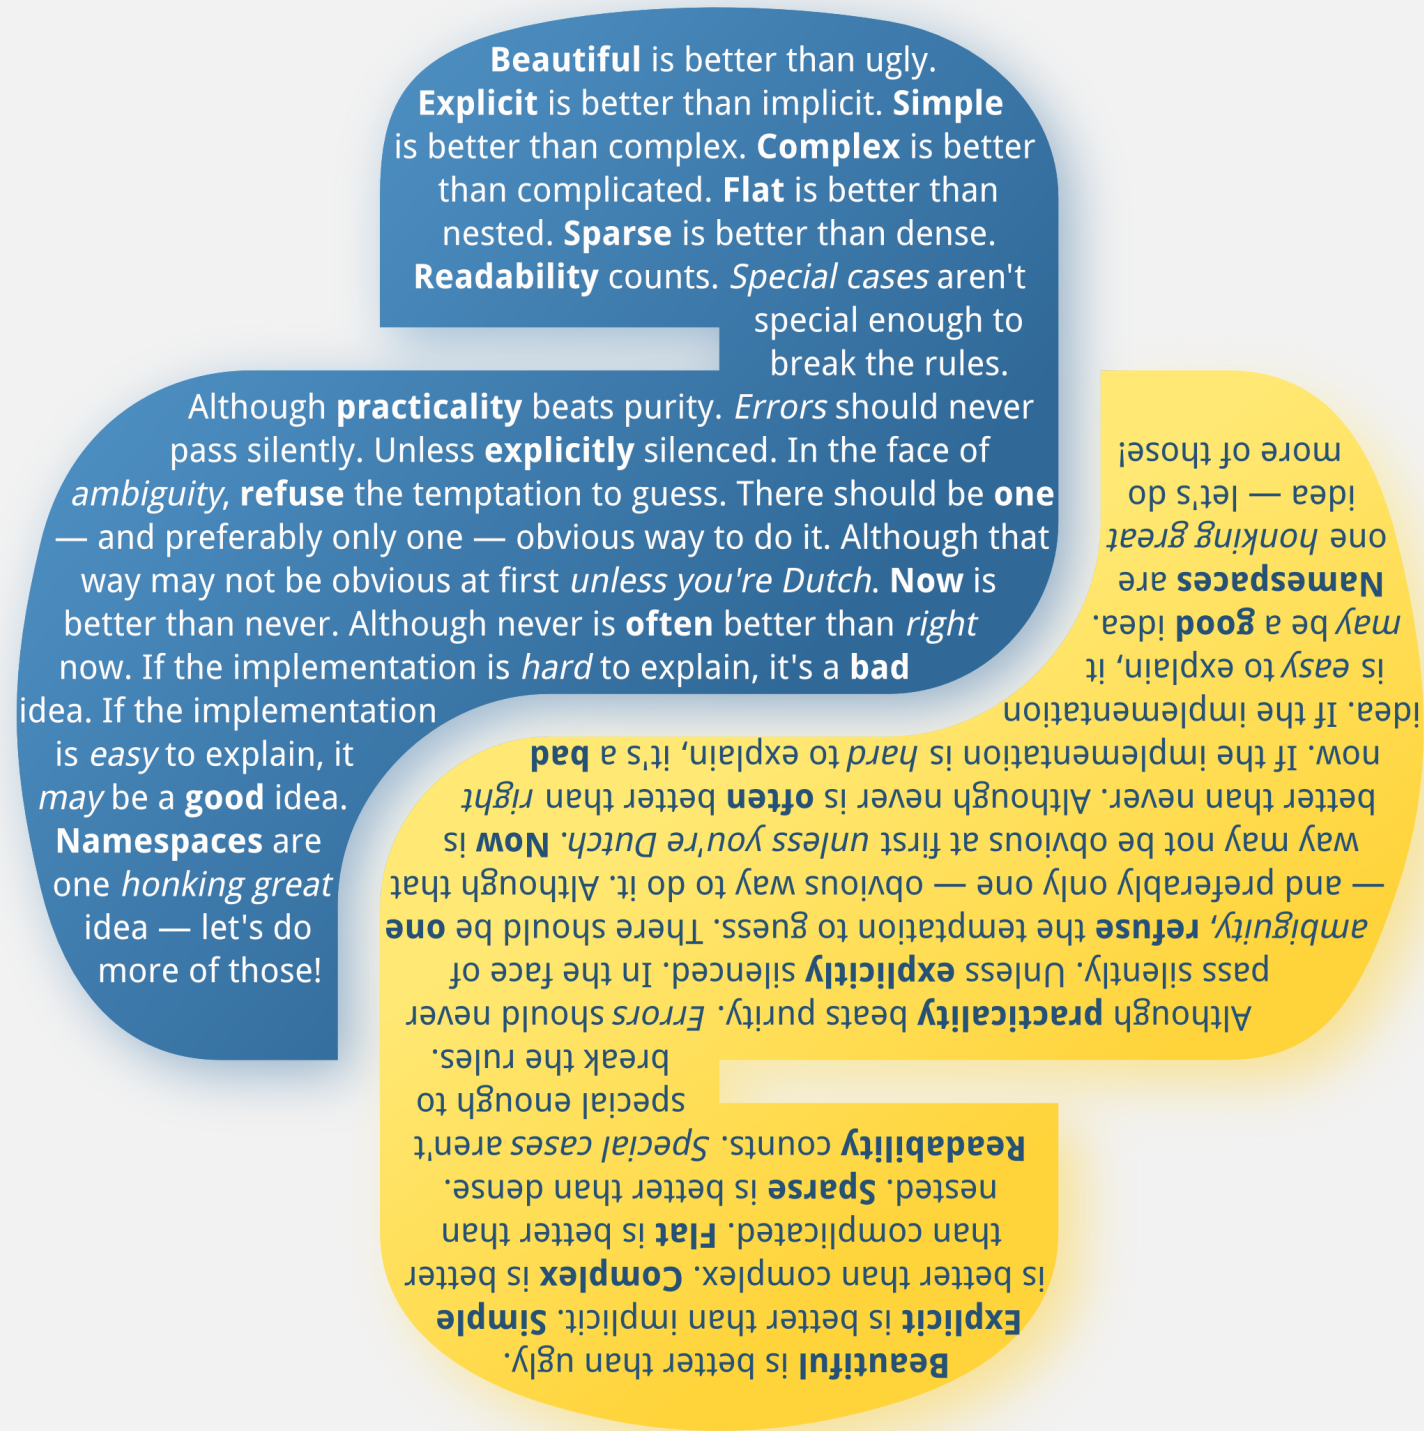 Beautiful is better than ugly.
Explicit is better than implicit. Simple
is better than complex. Complex is better
than complicated. Flat is better than
nested. Sparse is better than dense.
Readability counts. Special cases aren't
special enough to
break the rules.
Although practicality beats purity. Errors should never
pass silently. Unless explicitly silenced. In the face of
ambiguity, refuse the temptation to guess. There should be one
— and preferably only one — obvious way to do it. Although that
way may not be obvious at first unless you're Dutch. Now is
better than never. Although never is often better than right
now. If the implementation is hard to explain, it's a bad
idea. If the implementation
is easy to explain, it
may be a good idea.
Namespaces are
one honking great
idea — let's do
more of those!
Beautiful is better than ugly.
Explicit is better than implicit. Simple
is better than complex. Complex is better
than complicated. Flat is better than
nested. Sparse is better than dense.
Readability counts. Special cases aren't
special enough to
break the rules.
Although practicality beats purity. Errors should never
pass silently. Unless explicitly silenced. In the face of
ambiguity, refuse the temptation to guess. There should be one
— and preferably only one — obvious way to do it. Although that
way may not be obvious at first unless you're Dutch. Now is
better than never. Although never is often better than right
now. If the implementation is hard to explain, it's a bad
idea. If the implementation
is easy to explain, it
may be a good idea.
Namespaces are
one honking great
idea — let's do
more of those!